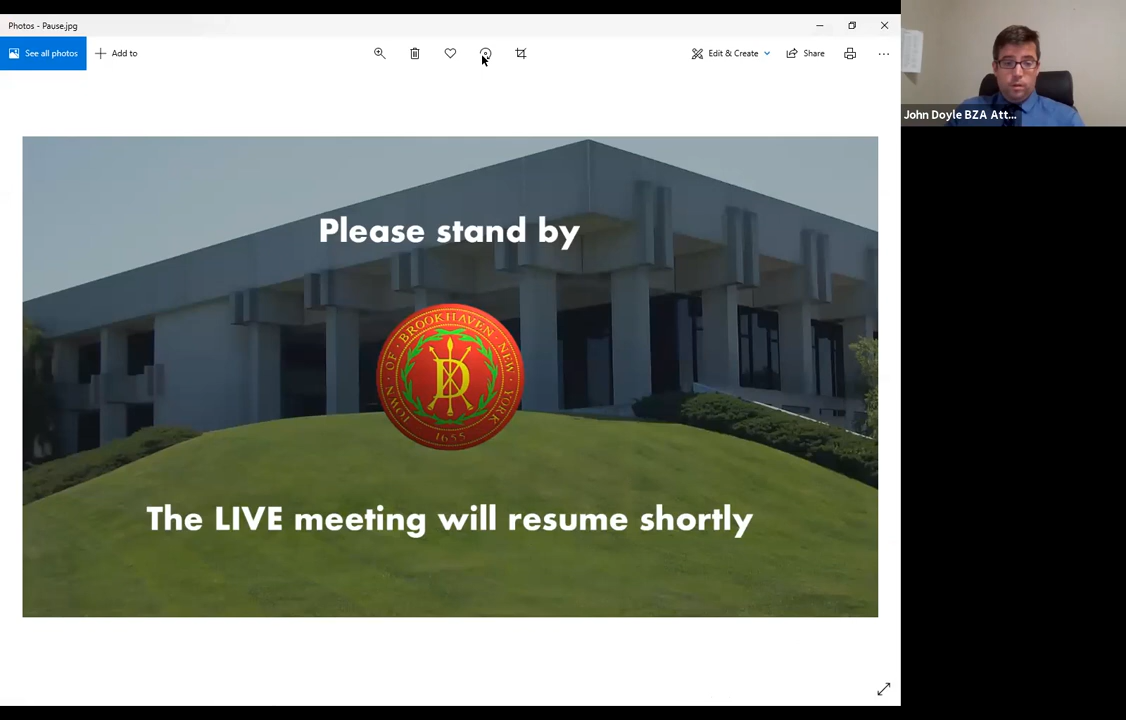 Photos - Pause.jpg
See all photos
Add to
Edit & Create
Share
John Doyle BZA Att...
Please stand by
TOWN · OF · BROOKHAVEN · NEW · YORK
D
1655
The LIVE meeting will resume shortly